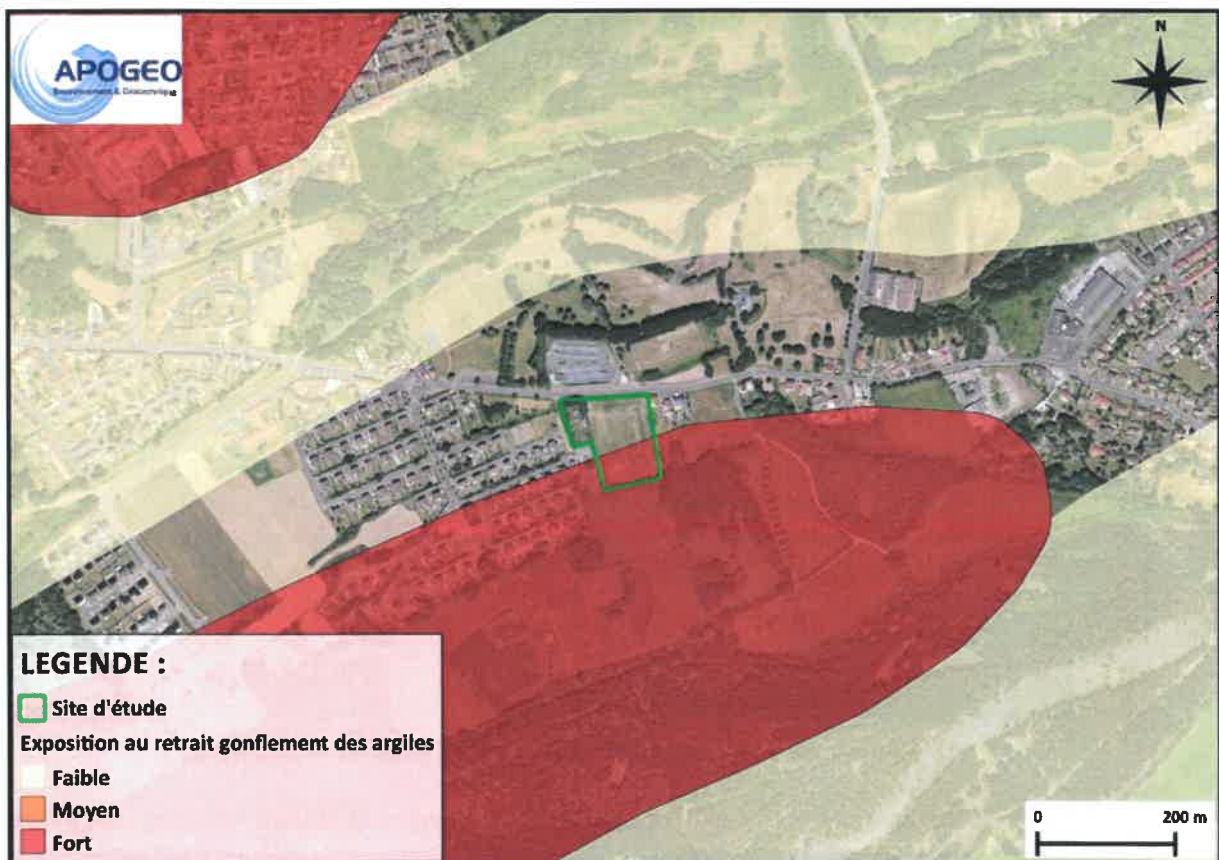 APOGEO
N
LEGENDE :
Site d'étude
Exposition au retrait gonflement des argiles
Faible
Moyen
Fort
0 200 m